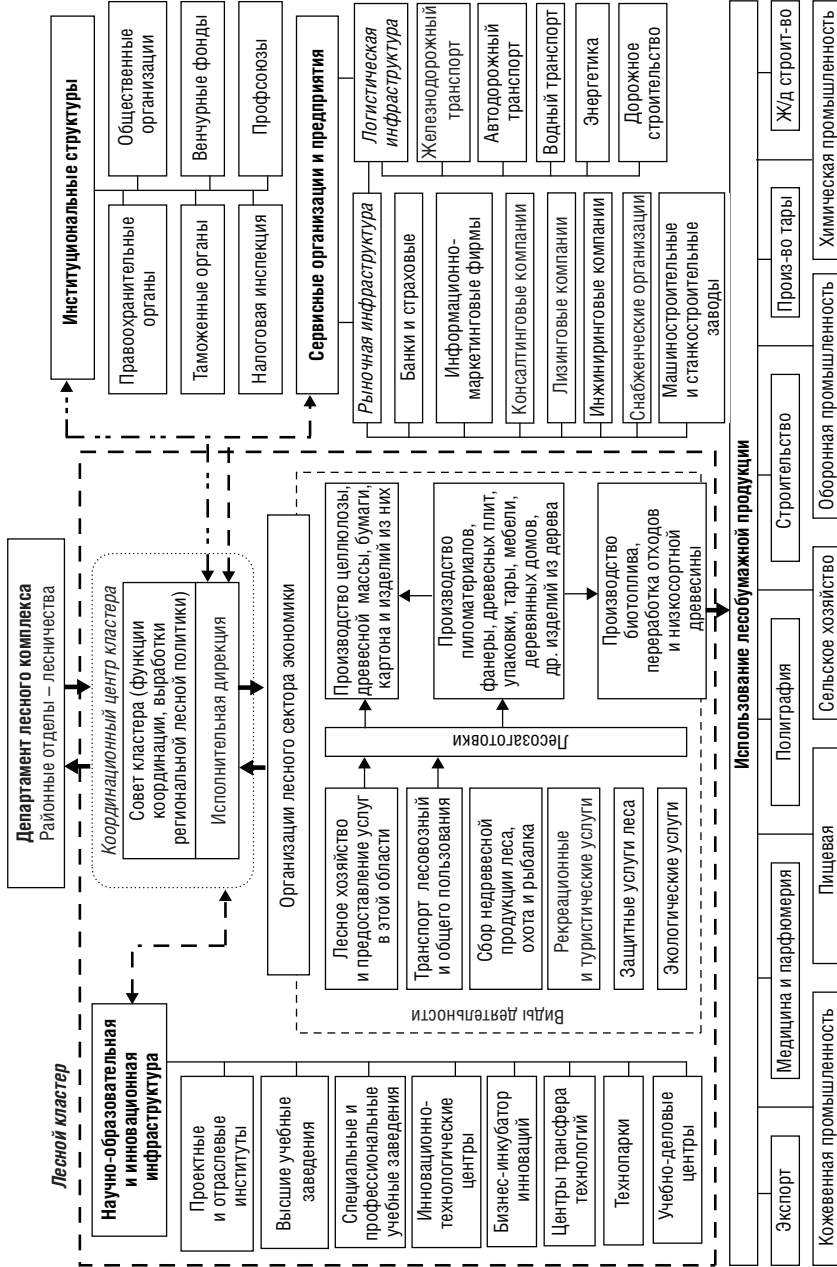 Департамент лесного комплекса
Районные отделы – лесничества
Лесной кластер
Координационный центр кластера
Совет кластера (функции
координации, выработки
региональной лесной политики)
Исполнительная дирекция
Научно-образовательная
и инновационная
инфраструктура
Проектные
и отраслевые
институты
Высшие учебные
заведения
Специальные и
профессиональные
учебные заведения
Инновационно-
технологические
центры
Бизнес-инкубатор
инноваций
Центры трансфера
технологий
Технопарки
Учебно-деловые
центры
Организации лесного сектора экономики
Виды деятельности
Лесное хозяйство
и предоставление услуг
в этой области
Транспорт лесовозный
и общего пользования
Сбор недревесной
продукции леса,
охота и рыбалка
Рекреационные
и туристические услуги
Защитные услуги леса
Экологические услуги
Лесозаготовки
Производство целлюлозы,
древесной массы, бумаги,
картона и изделий из них
Производство
пиломатериалов,
фанеры, древесных плит,
упаковки, тары, мебели,
деревянных домов,
др. изделий из дерева
Производство
биотоплива,
переработка отходов
и низкосортной
древесины
Институциональные структуры
Правоохранительные
органы
Общественные
организации
Таможенные органы
Венчурные фонды
Налоговая инспекция
Профсоюзы
Сервисные организации и предприятия
Рыночная инфраструктура
Банки и страховые
Информационно-
маркетинговые фирмы
Консалтинговые компании
Лизинговые компании
Инжиниринговые компании
Снабженческие организации
Машиностроительные
и станкостроительные
заводы
Логистическая
инфраструктура
Железнодорожный
транспорт
Автодорожный
транспорт
Водный транспорт
Энергетика
Дорожное
строительство
Использование лесобумажной продукции
Экспорт
Медицина и парфюмерия
Полиграфия
Строительство
Произ-во тары
Ж/д строит-во
Кожевенная промышленность
Пищевая
Сельское хозяйство
Оборонная промышленность
Химическая промышленность